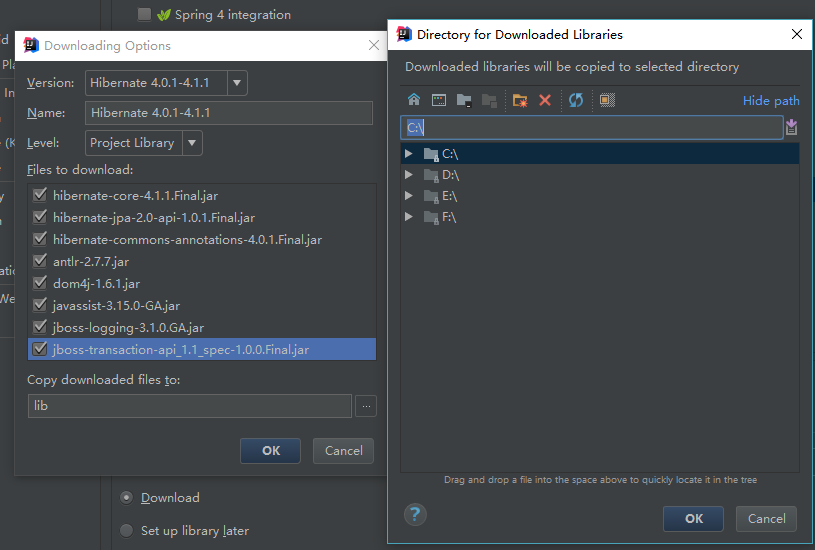 Spring 4 integration
Downloading Options
Version:
Hibernate 4.0.1-4.1.1
Name:
Hibernate 4.0.1-4.1.1
Level:
Project Library
Files to download:
hibernate-core-4.1.1.Final.jar
hibernate-jpa-2.0-api-1.0.1.Final.jar
hibernate-commons-annotations-4.0.1.Final.jar
antlr-2.7.7.jar
dom4j-1.6.1.jar
javassist-3.15.0-GA.jar
jboss-logging-3.1.0.GA.jar
jboss-transaction-api_1.1_spec-1.0.0.Final.jar
Copy downloaded files to:
lib
...
OK
Cancel
Download
Set up library later
Directory for Downloaded Libraries
Downloaded libraries will be copied to selected directory
Hide path
C:\
C:\
D:\
E:\
F:\
Drag and drop a file into the space above to quickly locate it in the tree
?
OK
Cancel